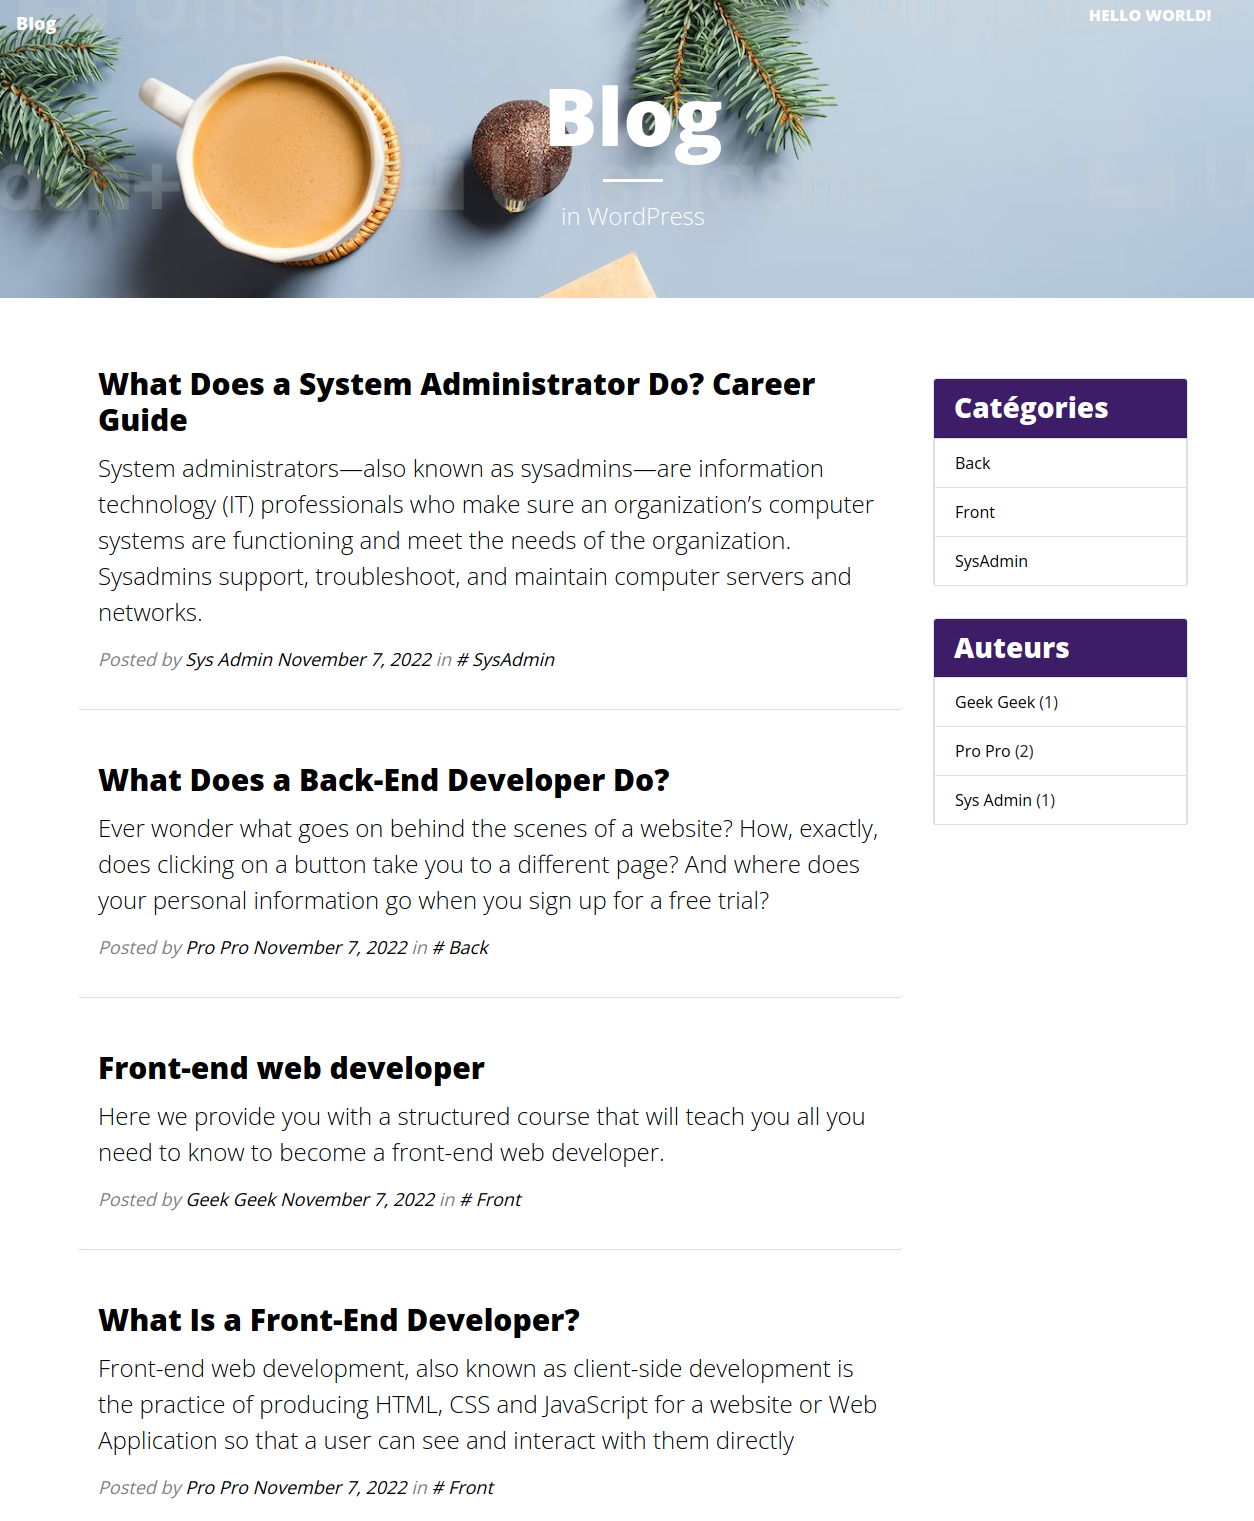 Blog
HELLO WORLD!
Unsplash
Blog
in WordPress
What Does a System Administrator Do? Career
Guide
System administrators—also known as sysadmins—are information
technology (IT) professionals who make sure an organization’s computer
systems are functioning and meet the needs of the organization.
Sysadmins support, troubleshoot, and maintain computer servers and
networks.
Posted by Sys Admin November 7, 2022 in # SysAdmin
What Does a Back-End Developer Do?
Ever wonder what goes on behind the scenes of a website? How, exactly,
does clicking on a button take you to a different page? And where does
your personal information go when you sign up for a free trial?
Posted by Pro Pro November 7, 2022 in # Back
Front-end web developer
Here we provide you with a structured course that will teach you all you
need to know to become a front-end web developer.
Posted by Geek Geek November 7, 2022 in # Front
What Is a Front-End Developer?
Front-end web development, also known as client-side development is
the practice of producing HTML, CSS and JavaScript for a website or Web
Application so that a user can see and interact with them directly
Posted by Pro Pro November 7, 2022 in # Front
Catégories
Back
Front
SysAdmin
Auteurs
Geek Geek (1)
Pro Pro (2)
Sys Admin (1)